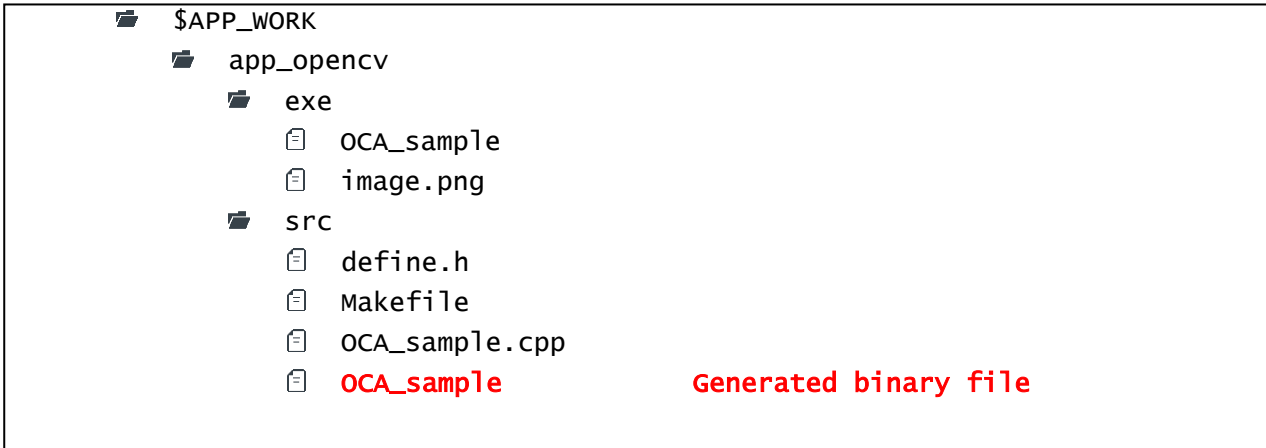 $APP_WORK
app_opencv
exe
OCA_sample
image.png
src
define.h
Makefile
OCA_sample.cpp
OCA_sample Generated binary file